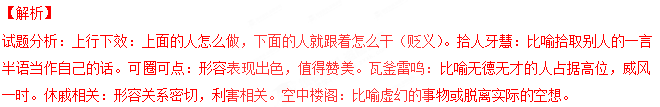 【解析】
试题分析：上行下效：上面的人怎么做，下面的人就跟着怎么干（贬义）。拾人牙慧：比喻拾取别人的一言
半语当作自己的话。可圈可点：形容表现出色，值得赞美。瓦釜雷鸣：比喻无德无才的人占据高位，威风
一时。休戚相关：形容关系密切，利害相关。空中楼阁：比喻虚幻的事物或脱离实际的空想。